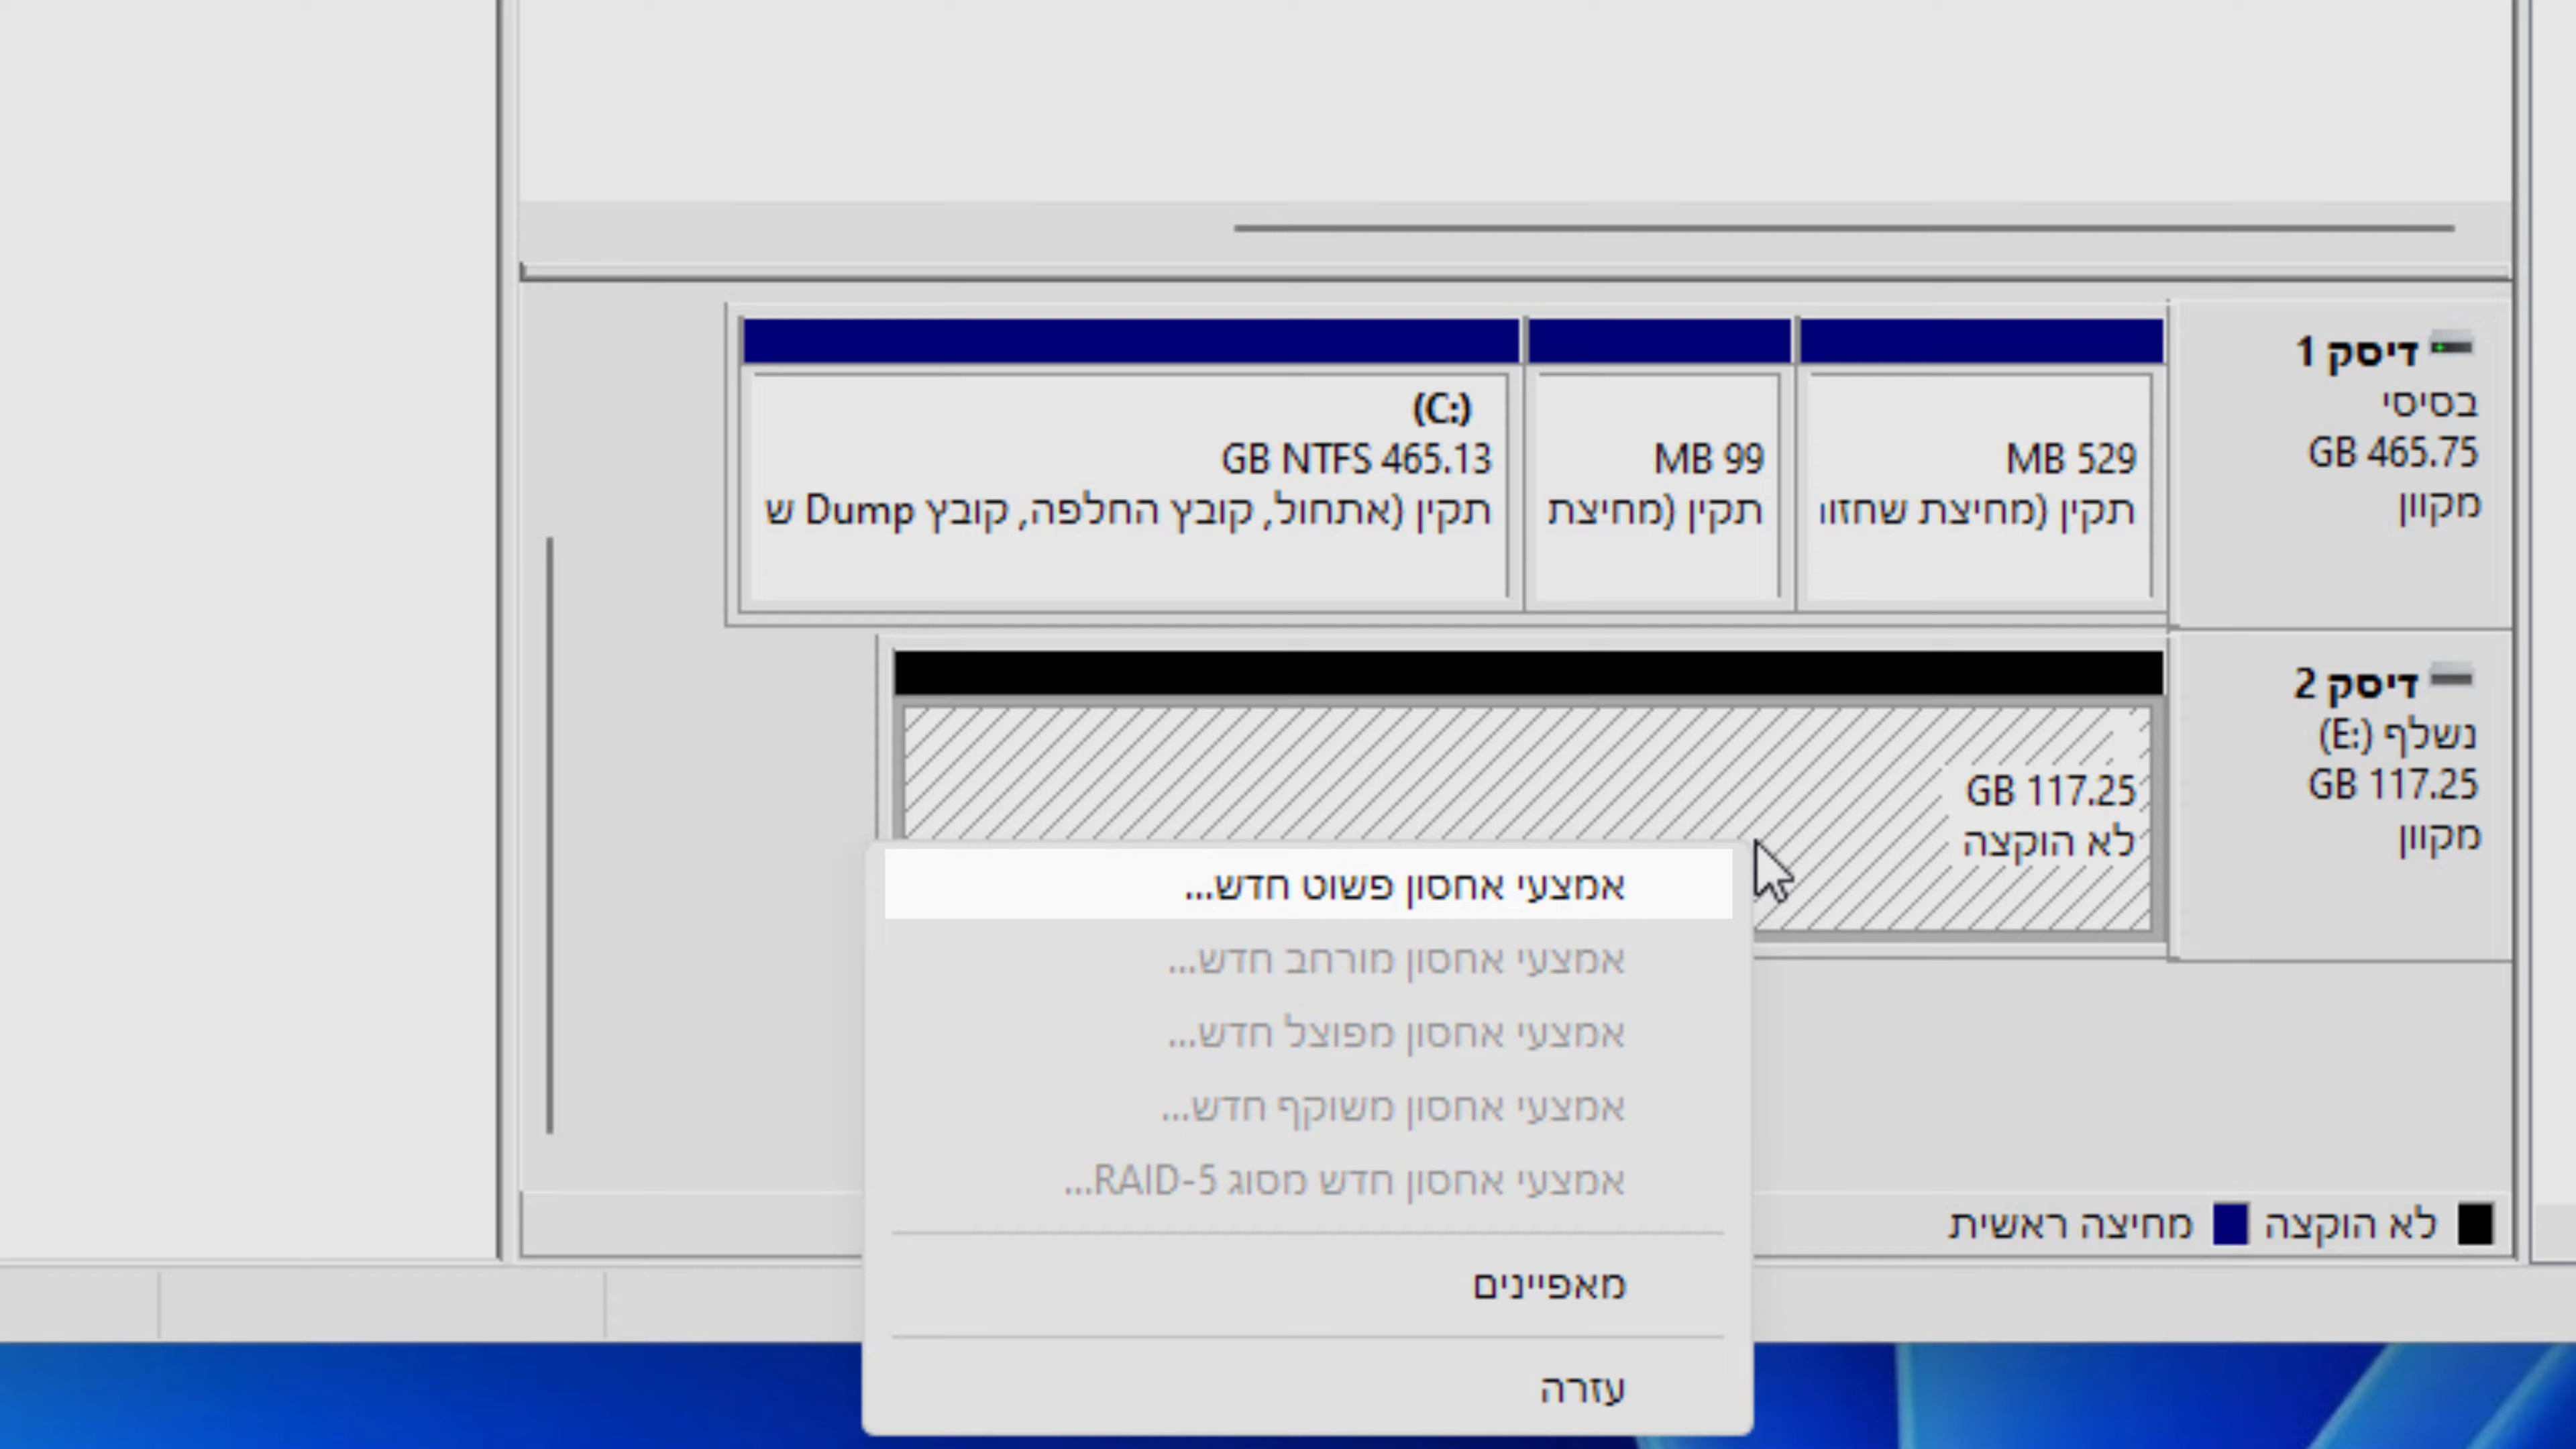 דיסק 1
בסיסי
465.75 GB
מקוון
529 MB
תקין (מחיצת שחזו
99 MB
תקין (מחיצת
(C:)
465.13 GB NTFS
תקין (אתחול, קובץ החלפה, קובץ Dump ש
דיסק 2
נשלף (E:)
117.25 GB
מקוון
117.25 GB
לא הוקצה
אמצעי אחסון פשוט חדש...
אמצעי אחסון מורחב חדש...
אמצעי אחסון מפוצל חדש...
אמצעי אחסון משוקף חדש...
אמצעי אחסון חדש מסוג RAID-5...
מאפיינים
עזרה
לא הוקצה מחיצה ראשית